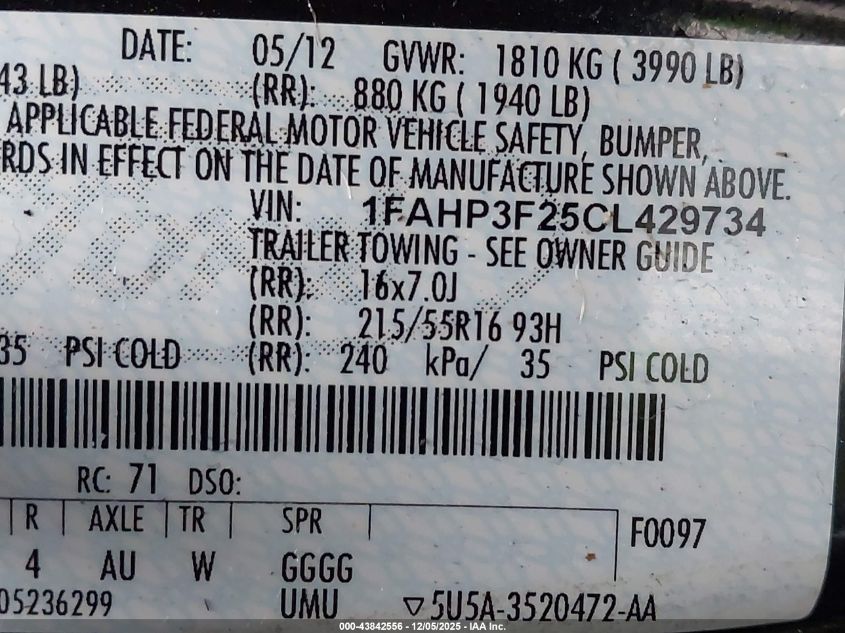 DATE: 05/12 GVWR: 1810 KG ( 3990 LB)
43 LB) (RR): 880 KG ( 1940 LB)
APPLICABLE FEDERAL MOTOR VEHICLE SAFETY, BUMPER,
RDS IN EFFECT ON THE DATE OF MANUFACTURE SHOWN ABOVE.
VIN: 1FAHP3F25CL429734
TRAILER TOWING - SEE OWNER GUIDE
(RR): 16x7.0J
(RR): 215/55R16 93H
35 PSI COLD (RR): 240 kPa/ 35 PSI COLD
RC: 71 DSO:
R AXLE TR SPR F0097
4 AU W GGGG
05236299 UMU ▽5U5A-3520472-AA
000-43842556 - 12/05/2025 - IAA Inc.